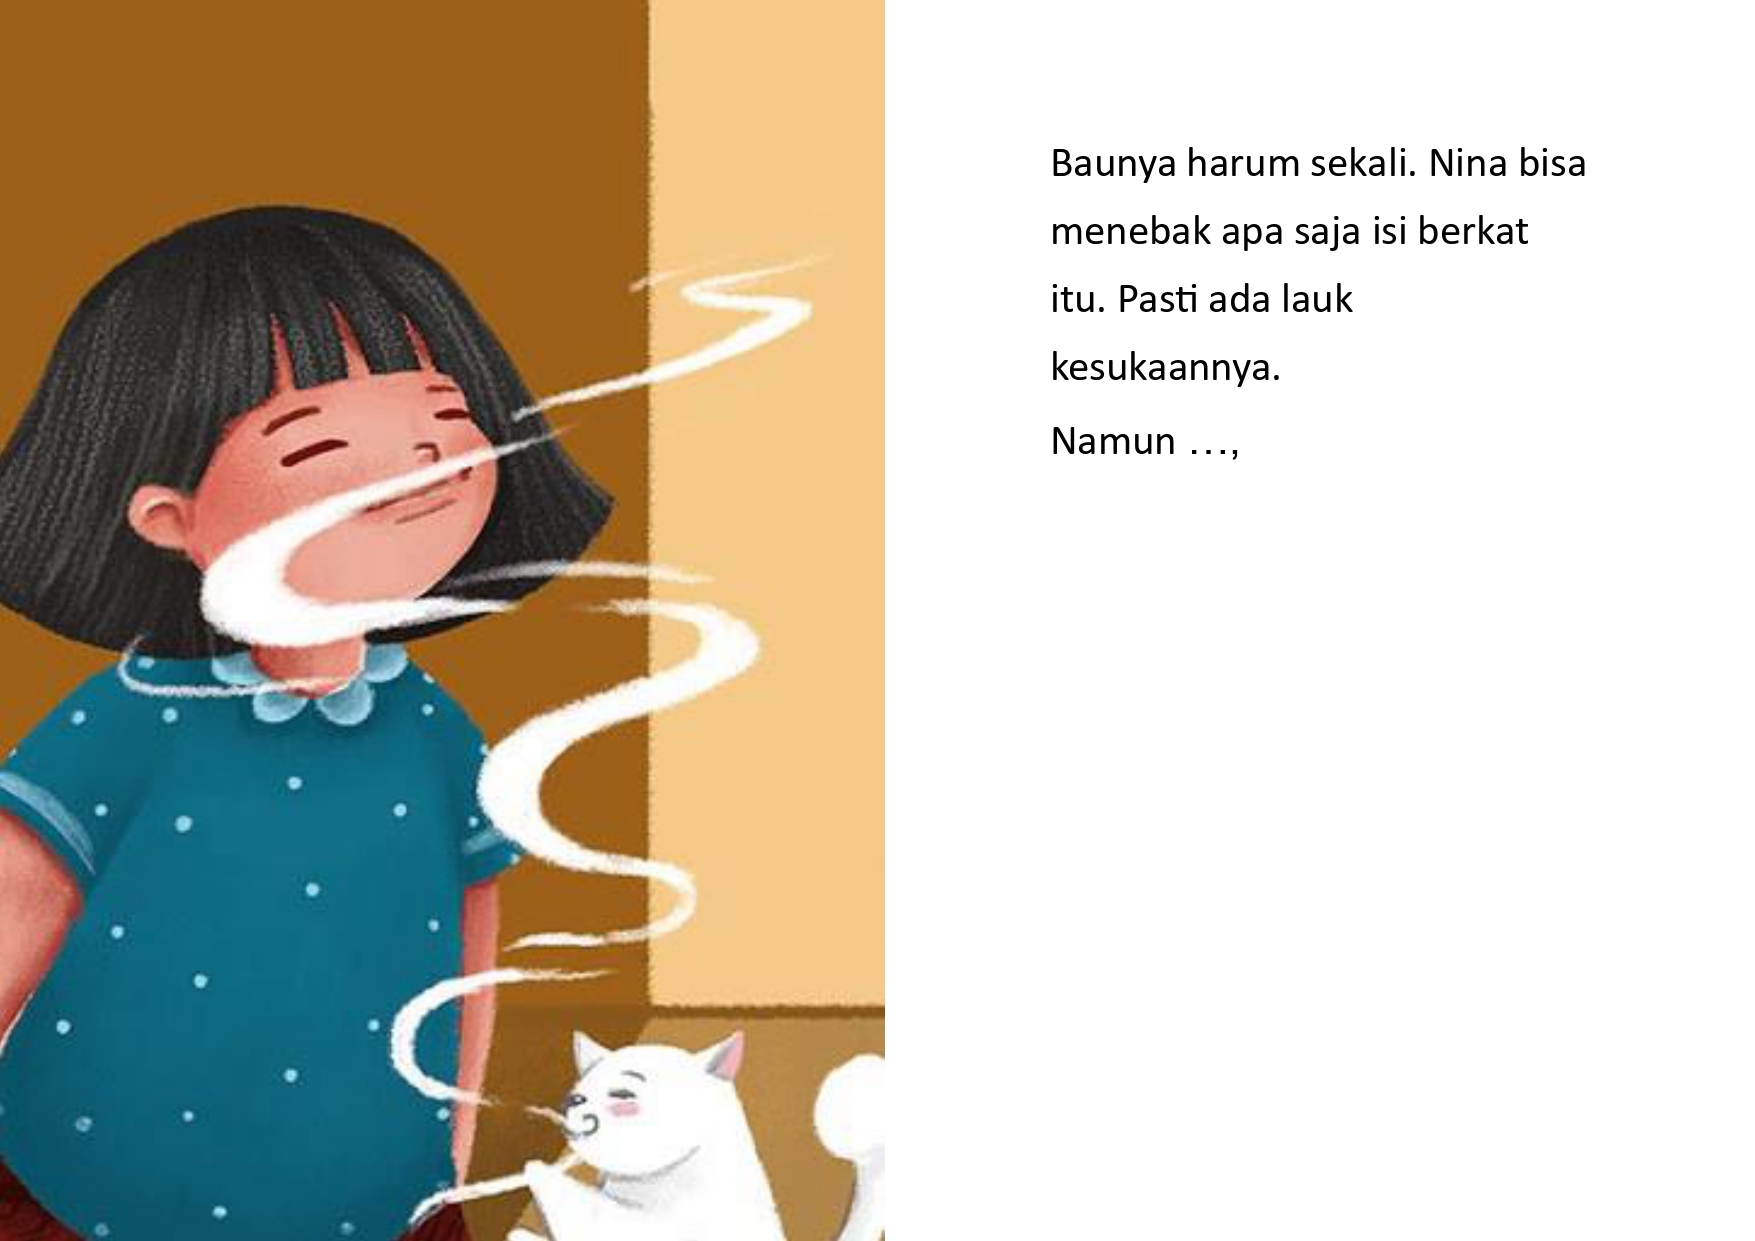 Baunya harum sekali. Nina bisa
menebak apa saja isi berkat
itu. Pasti ada lauk
kesukaannya.
Namun …,